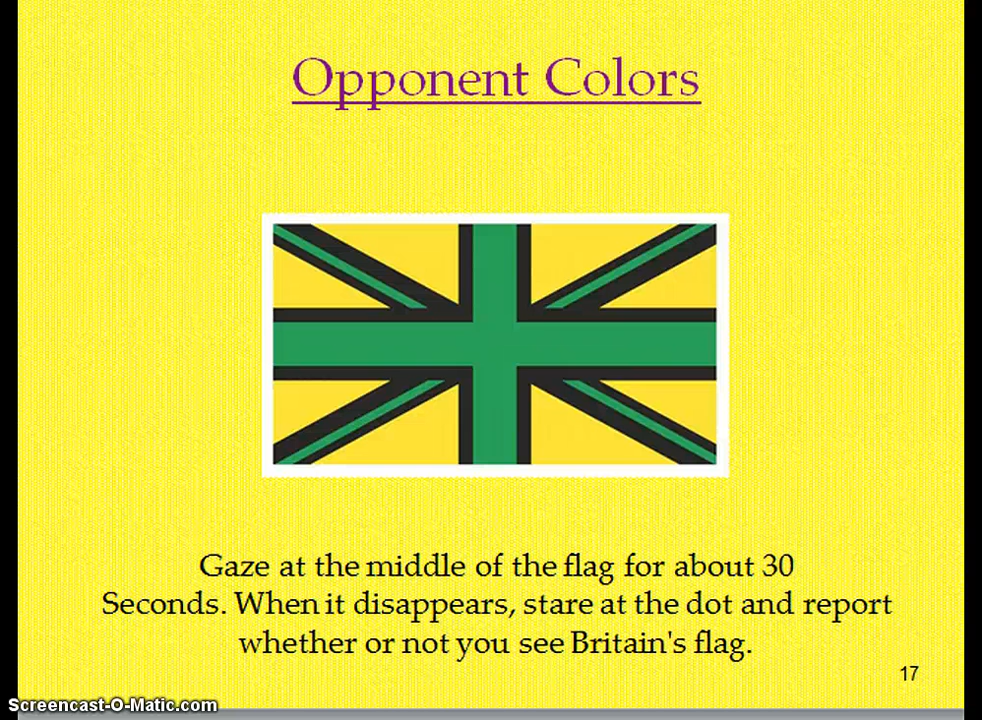 Opponent Colors
Gaze at the middle of the flag for about 30
Seconds. When it disappears, stare at the dot and report
whether or not you see Britain's flag.
17
Screencast-O-Matic.com